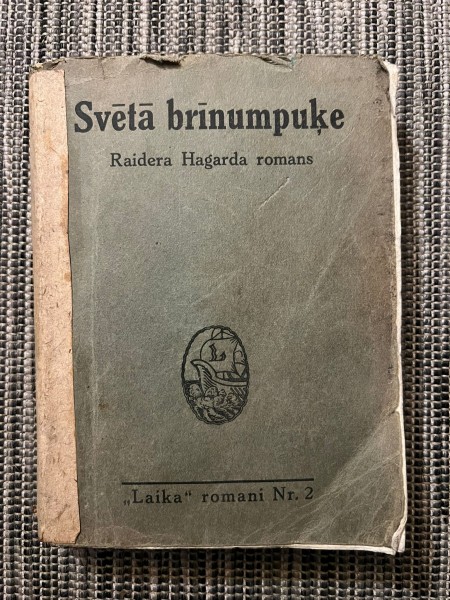 Svētā brīnumpuķe
Raidera Hagarda romans
L
„Laika“ romani Nr. 2